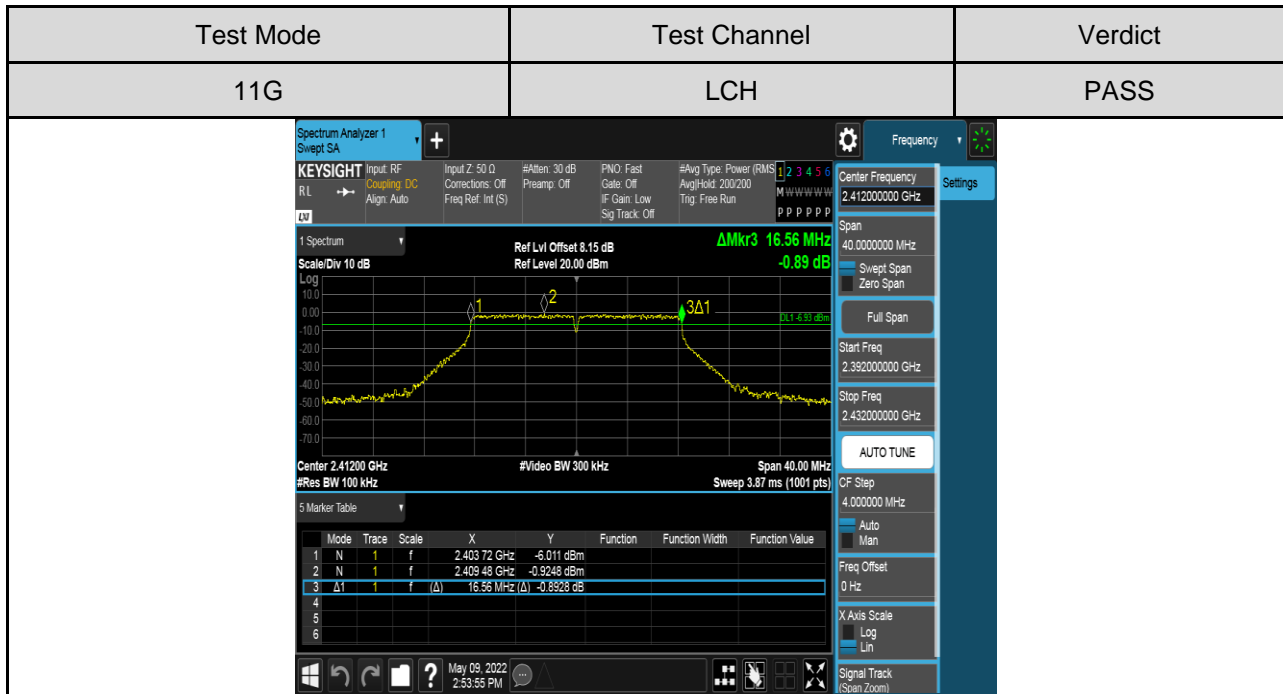 Test Mode Test Channel Verdict
11G LCH PASS
Spectrum Analyzer 1
Swept SA
+
Frequency
KEYSIGHT
RL
LXI
Input: RF
Coupling: DC
Align: Auto
Input Z: 50 Ω
Corrections: Off
Freq Ref: Int (S)
#Atten: 30 dB
Preamp: Off
PNO: Fast
Gate: Off
IF Gain: Low
Sig Track: Off
#Avg Type: Power (RMS
Avg|Hold: 200/200
Trig: Free Run
1 2 3 4 5 6
M W W W W W
P P P P P P
1 Spectrum
Scale/Div 10 dB
Ref Lvl Offset 8.15 dB
Ref Level 20.00 dBm
ΔMkr3 16.56 MHz
-0.89 dB
Log
10.0
0.00
-10.0
-20.0
-30.0
-40.0
-50.0
-60.0
-70.0
1
2
3Δ1
DL1 -6.93 dBm
Center 2.41200 GHz
#Res BW 100 kHz
#Video BW 300 kHz
Span 40.00 MHz
Sweep 3.87 ms (1001 pts)
5 Marker Table
Mode Trace Scale X Y Function Function Width Function Value
1 N 1 f 2.403 72 GHz -6.011 dBm
2 N 1 f 2.409 48 GHz -0.9248 dBm
3 Δ1 1 f (Δ) 16.56 MHz (Δ) -0.8928 dB
4
5
6
May 09, 2022
2:53:55 PM
Center Frequency
2.412000000 GHz
Settings
Span
40.0000000 MHz
Swept Span
Zero Span
Full Span
Start Freq
2.392000000 GHz
Stop Freq
2.432000000 GHz
AUTO TUNE
CF Step
4.000000 MHz
Auto
Man
Freq Offset
0 Hz
X Axis Scale
Log
Lin
Signal Track
(Span Zoom)